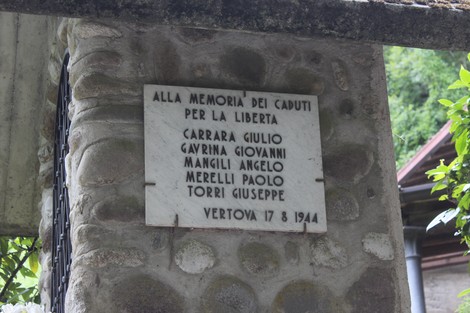 ALLA MEMORIA DEI CADUTI
PER LA LIBERTA
CARRARA GIULIO
GAVRINA GIOVANNI
MANGILI ANGELO
MERELLI PAOLO
TORRI GIUSEPPE
VERTOVA 17 8 1944